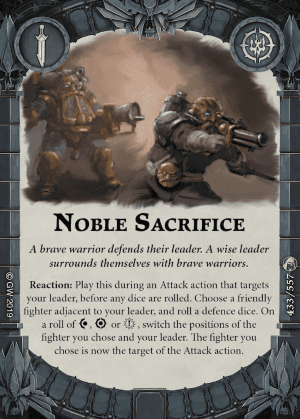 NOBLE SACRIFICE
A brave warrior defends their leader. A wise leader
surrounds themselves with brave warriors.
Reaction: Play this during an Attack action that targets
your leader, before any dice are rolled. Choose a friendly
fighter adjacent to your leader, and roll a defence dice. On
a roll of , or , switch the positions of
the fighter you chose and your leader. The fighter you
chose is now the target of the Attack action.
© GW 2019
433/557